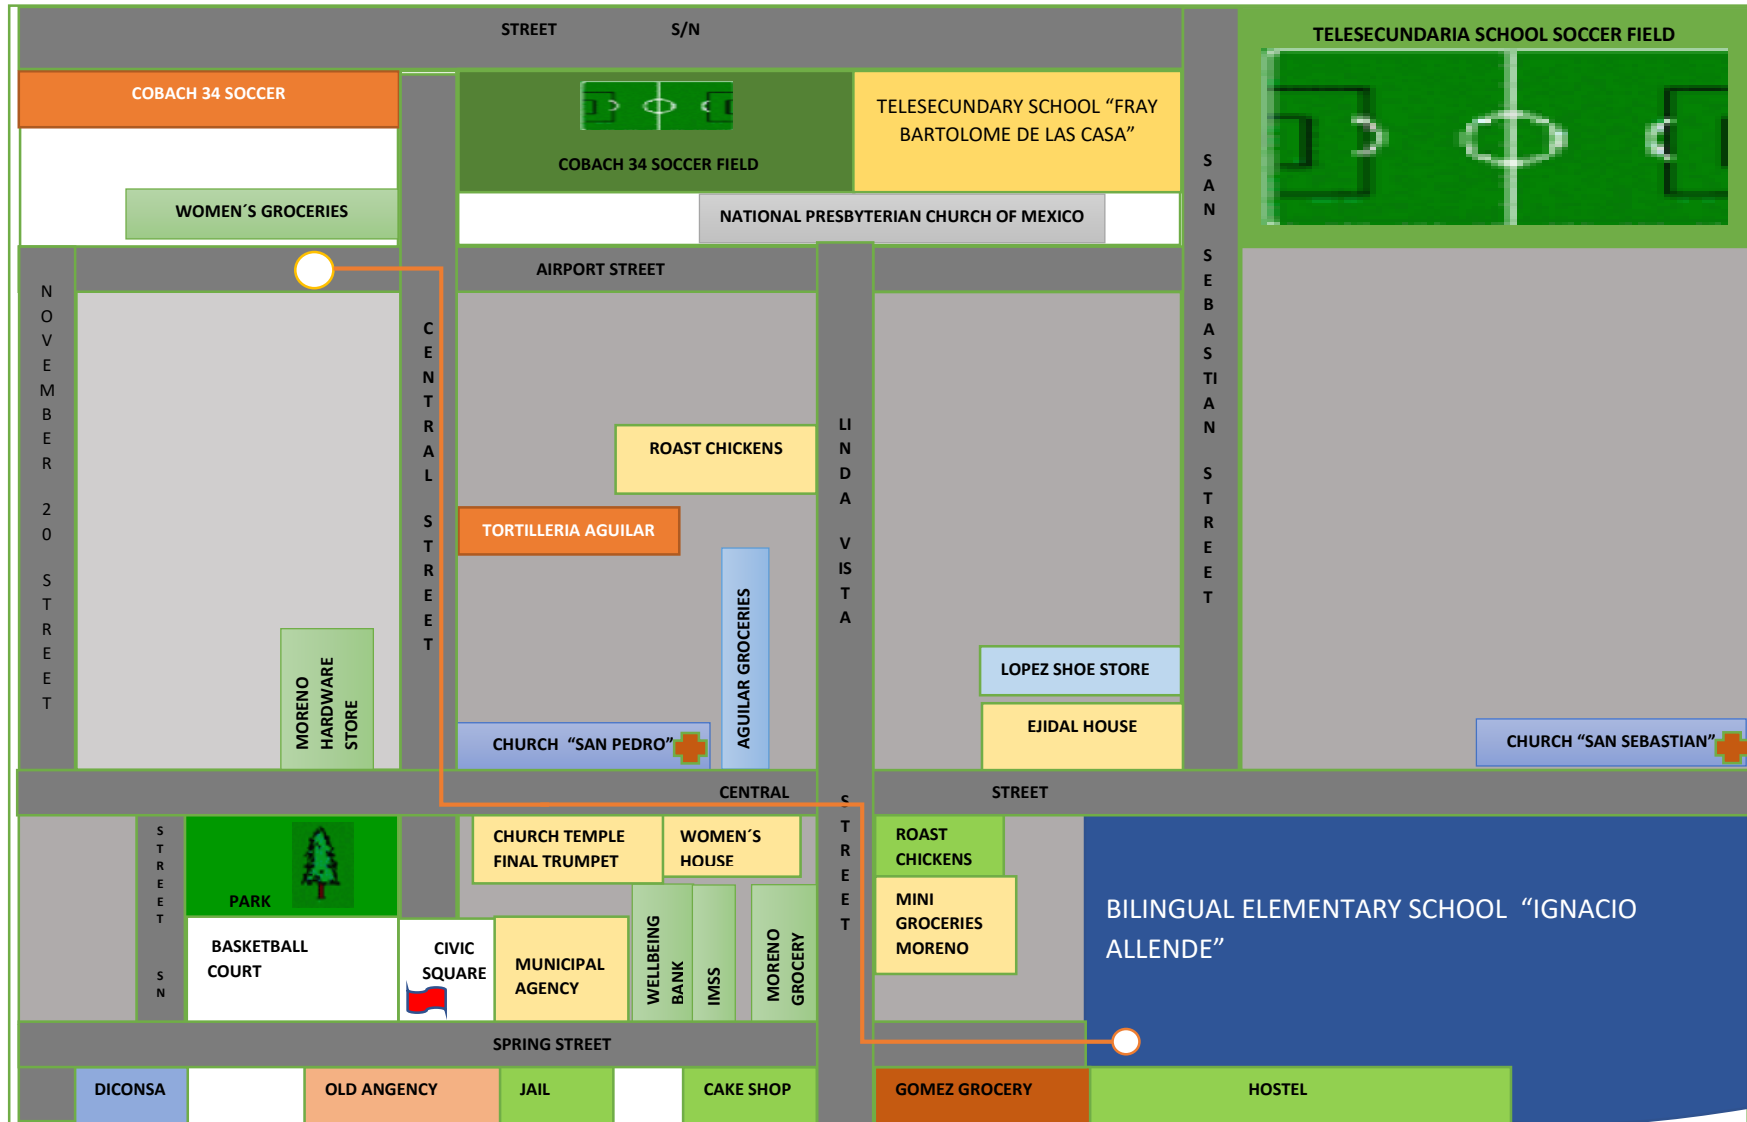 STREET S/N
TELESECUNDARIA SCHOOL SOCCER FIELD
COBACH 34 SOCCER
TELESECUNDARY SCHOOL “FRAY
BARTOLOME DE LAS CASA”
COBACH 34 SOCCER FIELD
WOMEN´S GROCERIES
NATIONAL PRESBYTERIAN CHURCH OF MEXICO
AIRPORT STREET
NOVEMBER 20 STREET
CENTRAL STREET
LINDA VISTA STREET
SAN SEBASTIAN STREET
ROAST CHICKENS
TORTILLERIA AGUILAR
AGUILAR GROCERIES
MORENO
HARDWARE
STORE
LOPEZ SHOE STORE
EJIDAL HOUSE
CHURCH “SAN PEDRO”
CHURCH “SAN SEBASTIAN”
CENTRAL STREET
STREET SN
PARK
CHURCH TEMPLE
FINAL TRUMPET
WOMEN´S
HOUSE
ROAST
CHICKENS
MINI
GROCERIES
MORENO
BILINGUAL ELEMENTARY SCHOOL “IGNACIO
ALLENDE”
BASKETBALL
COURT
CIVIC
SQUARE
MUNICIPAL
AGENCY
WELLBEING
BANK
IMSS
MORENO
GROCERY
SPRING STREET
DICONSA
OLD ANGENCY
JAIL
CAKE SHOP
GOMEZ GROCERY
HOSTEL